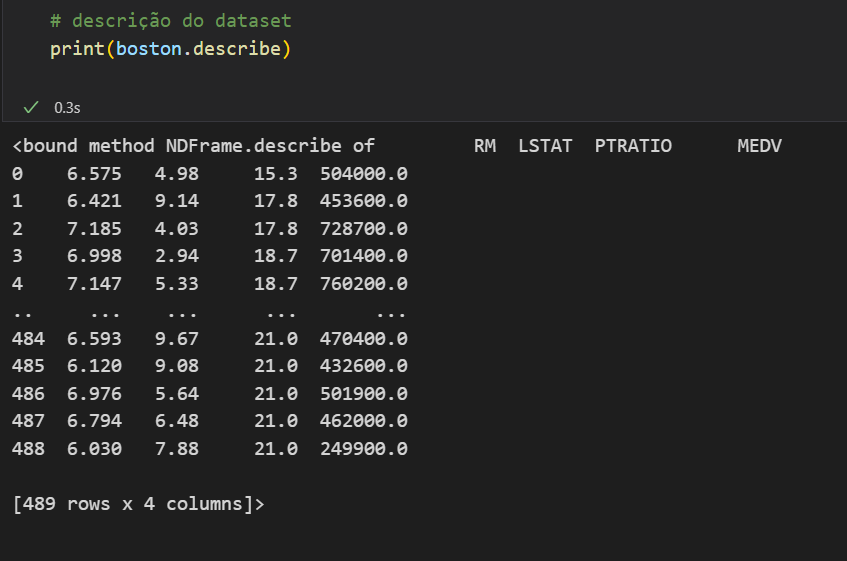 # descrição do dataset
print(boston.describe)
0.3s
<bound method NDFrame.describe of         RM  LSTAT  PTRATIO      MEDV
0    6.575   4.98     15.3  504000.0
1    6.421   9.14     17.8  453600.0
2    7.185   4.03     17.8  728700.0
3    6.998   2.94     18.7  701400.0
4    7.147   5.33     18.7  760200.0
..     ...    ...      ...       ...
484  6.593   9.67     21.0  470400.0
485  6.120   9.08     21.0  432600.0
486  6.976   5.64     21.0  501900.0
487  6.794   6.48     21.0  462000.0
488  6.030   7.88     21.0  249900.0
[489 rows x 4 columns]>